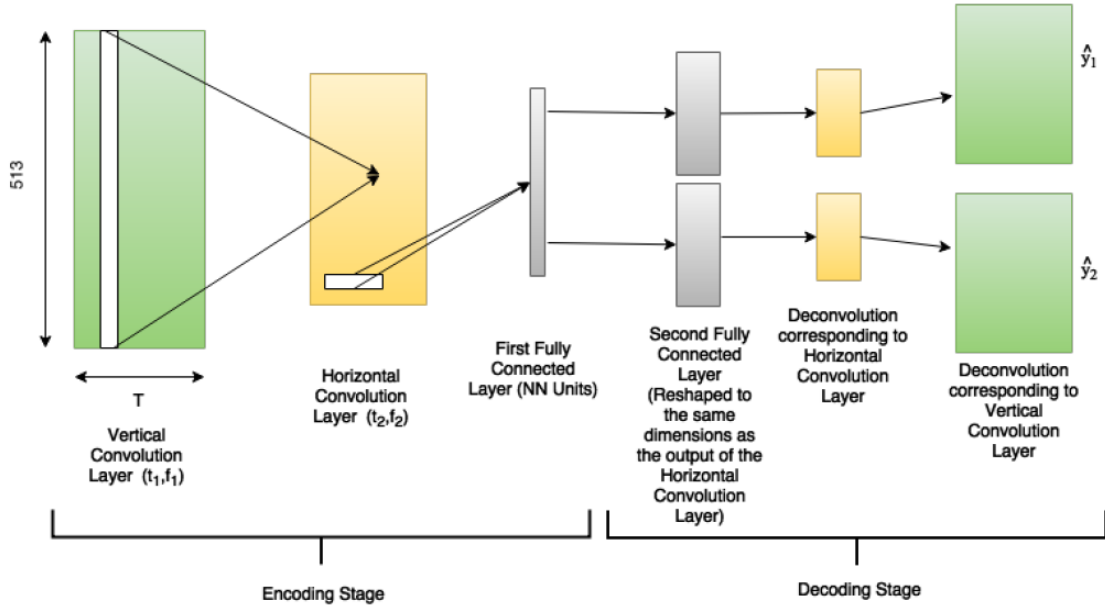 513
T
Vertical
Convolution
Layer (t₁,f₁)
Horizontal
Convolution
Layer (t₂,f₂)
First Fully
Connected
Layer (NN Units)
Second Fully
Connected
Layer
(Reshaped to
the same
dimensions as
the output of the
Horizontal
Convolution
Layer)
Deconvolution
corresponding to
Horizontal
Convolution
Layer
ŷ₁
ŷ₂
Deconvolution
corresponding to
Vertical
Convolution
Layer
Encoding Stage
Decoding Stage